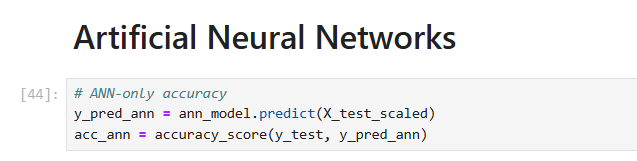 Artificial Neural Networks
[44]: # ANN-only accuracy
y_pred_ann = ann_model.predict(X_test_scaled)
acc_ann = accuracy_score(y_test, y_pred_ann)